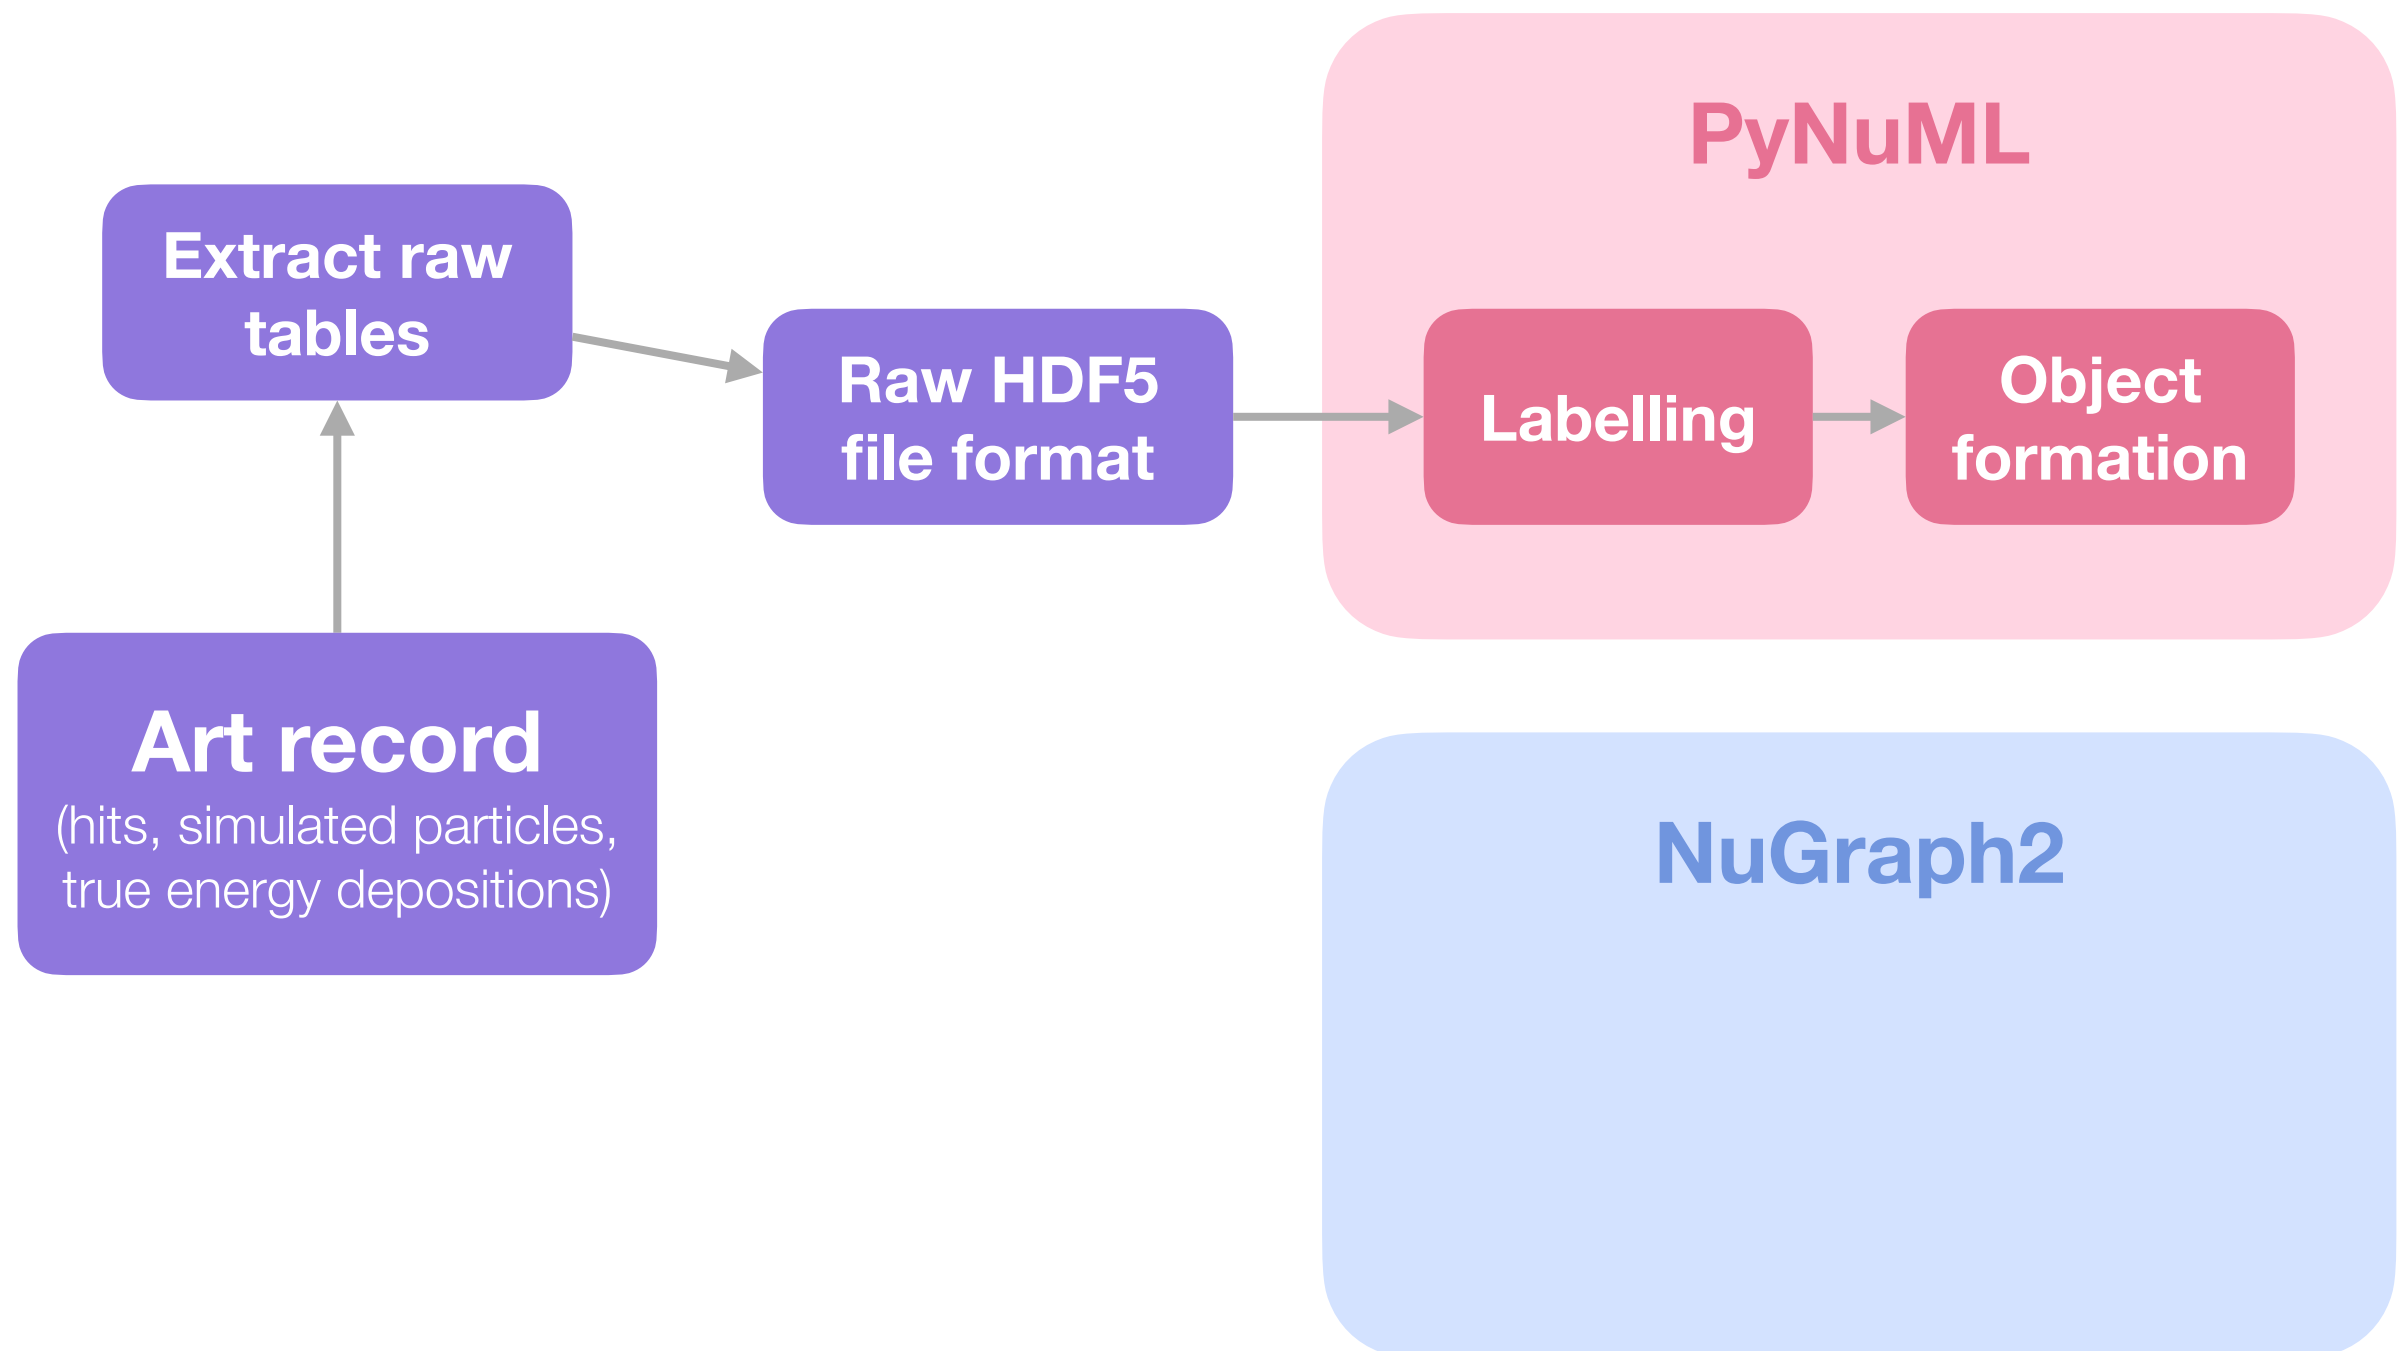 PyNuML
Extract raw
tables
Raw HDF5
file format
Labelling
Object
formation
Art record
(hits, simulated particles,
true energy depositions)
NuGraph2